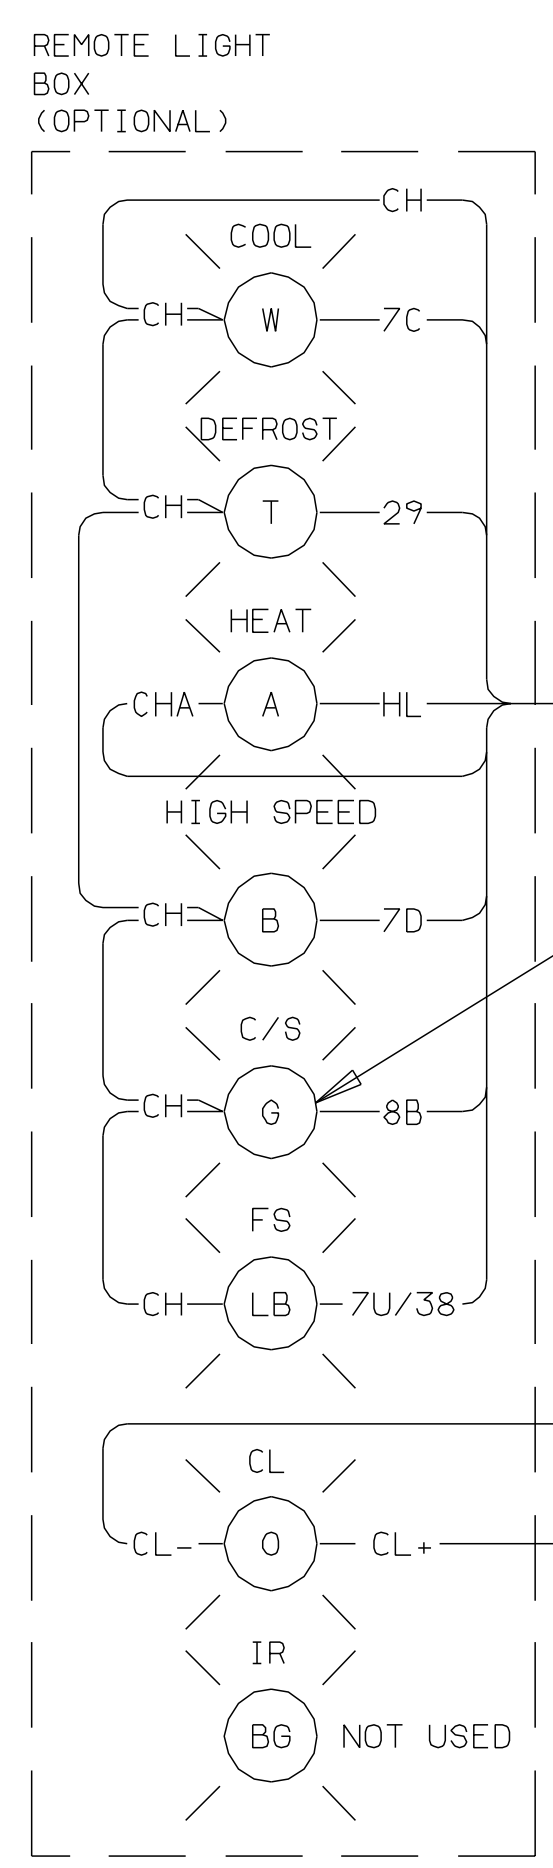 REMOTE LIGHT
BOX
(OPTIONAL)
CH
COOL
CH W 7C
DEFROST
CH T 29
HEAT
CHA A HL
HIGH SPEED
CH B 7D
C/S
CH G 8B
FS
CH LB 7U/38
CL
CL- O CL+
IR
BG NOT USED